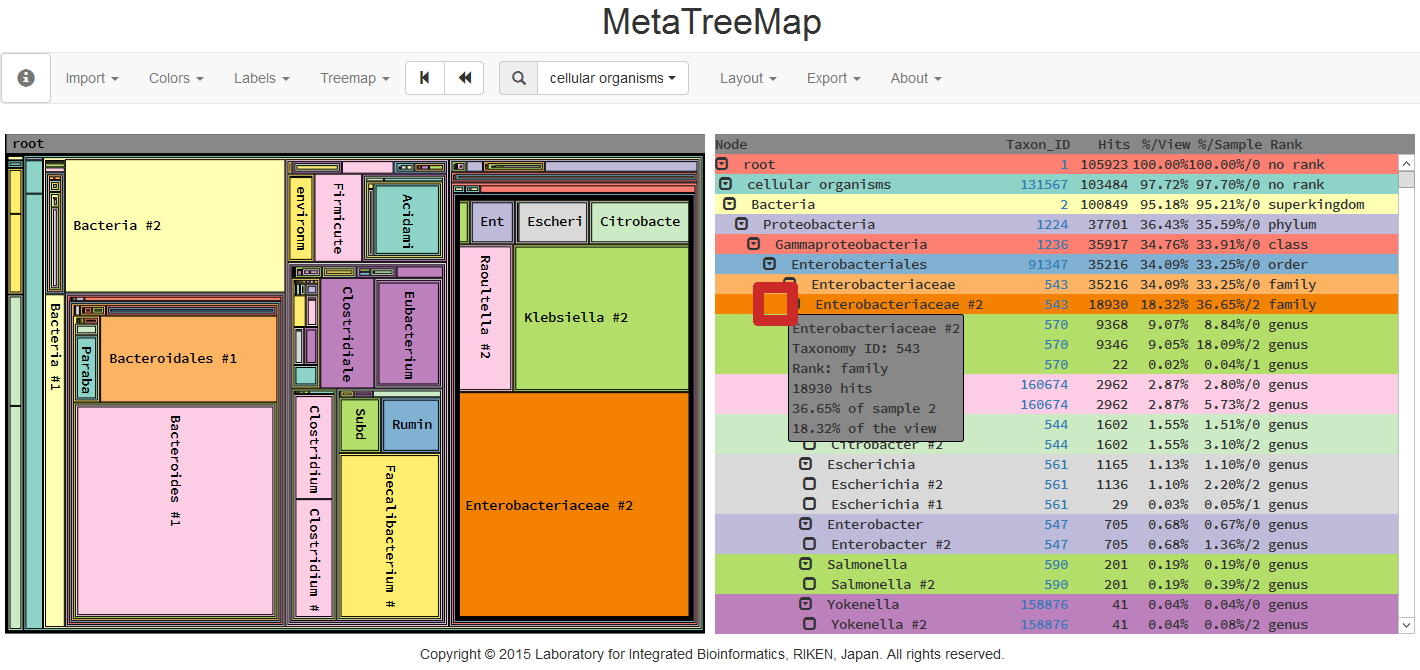 MetaTreeMap
Import Colors Labels Treemap cellular organisms Layout Export About
root
Bacteria #2
Bacteria #1
Bacteroidales #1
Paraba
Bacteroides #1
environm
Firmicute
Acidami
Clostridiale
Eubacterium
Clostridium
Clostridium #
Subd
Rumin
Faecalibacterium #
Ent
Escheri
Citrobacte
Raoultella #2
Klebsiella #2
Enterobacteriaceae #2
Node Taxon_ID Hits %/View %/Sample Rank
root 1 105923 100.00%100.00%/0 no rank
cellular organisms 131567 103484 97.72% 97.70%/0 no rank
Bacteria 2 100849 95.18% 95.21%/0 superkingdom
Proteobacteria 1224 37701 36.43% 35.59%/0 phylum
Gammaproteobacteria 1236 35917 34.76% 33.91%/0 class
Enterobacteriales 91347 35216 34.09% 33.25%/0 order
Enterobacteriaceae 543 35216 34.09% 33.25%/0 family
Enterobacteriaceae #2 543 18930 18.32% 36.65%/2 family
570 9368 9.07% 8.84%/0 genus
570 9346 9.05% 18.09%/2 genus
570 22 0.02% 0.04%/1 genus
160674 2962 2.87% 2.80%/0 genus
160674 2962 2.87% 5.73%/2 genus
544 1602 1.55% 1.51%/0 genus
Citrobacter #2 544 1602 1.55% 3.10%/2 genus
Escherichia 561 1165 1.13% 1.10%/0 genus
Escherichia #2 561 1136 1.10% 2.20%/2 genus
Escherichia #1 561 29 0.03% 0.05%/1 genus
Enterobacter 547 705 0.68% 0.67%/0 genus
Enterobacter #2 547 705 0.68% 1.36%/2 genus
Salmonella 590 201 0.19% 0.19%/0 genus
Salmonella #2 590 201 0.19% 0.39%/2 genus
Yokenella 158876 41 0.04% 0.04%/0 genus
Yokenella #2 158876 41 0.04% 0.08%/2 genus
Enterobacteriaceae #2
Taxonomy ID: 543
Rank: family
18930 hits
36.65% of sample 2
18.32% of the view
Copyright © 2015 Laboratory for Integrated Bioinformatics, RIKEN, Japan. All rights reserved.